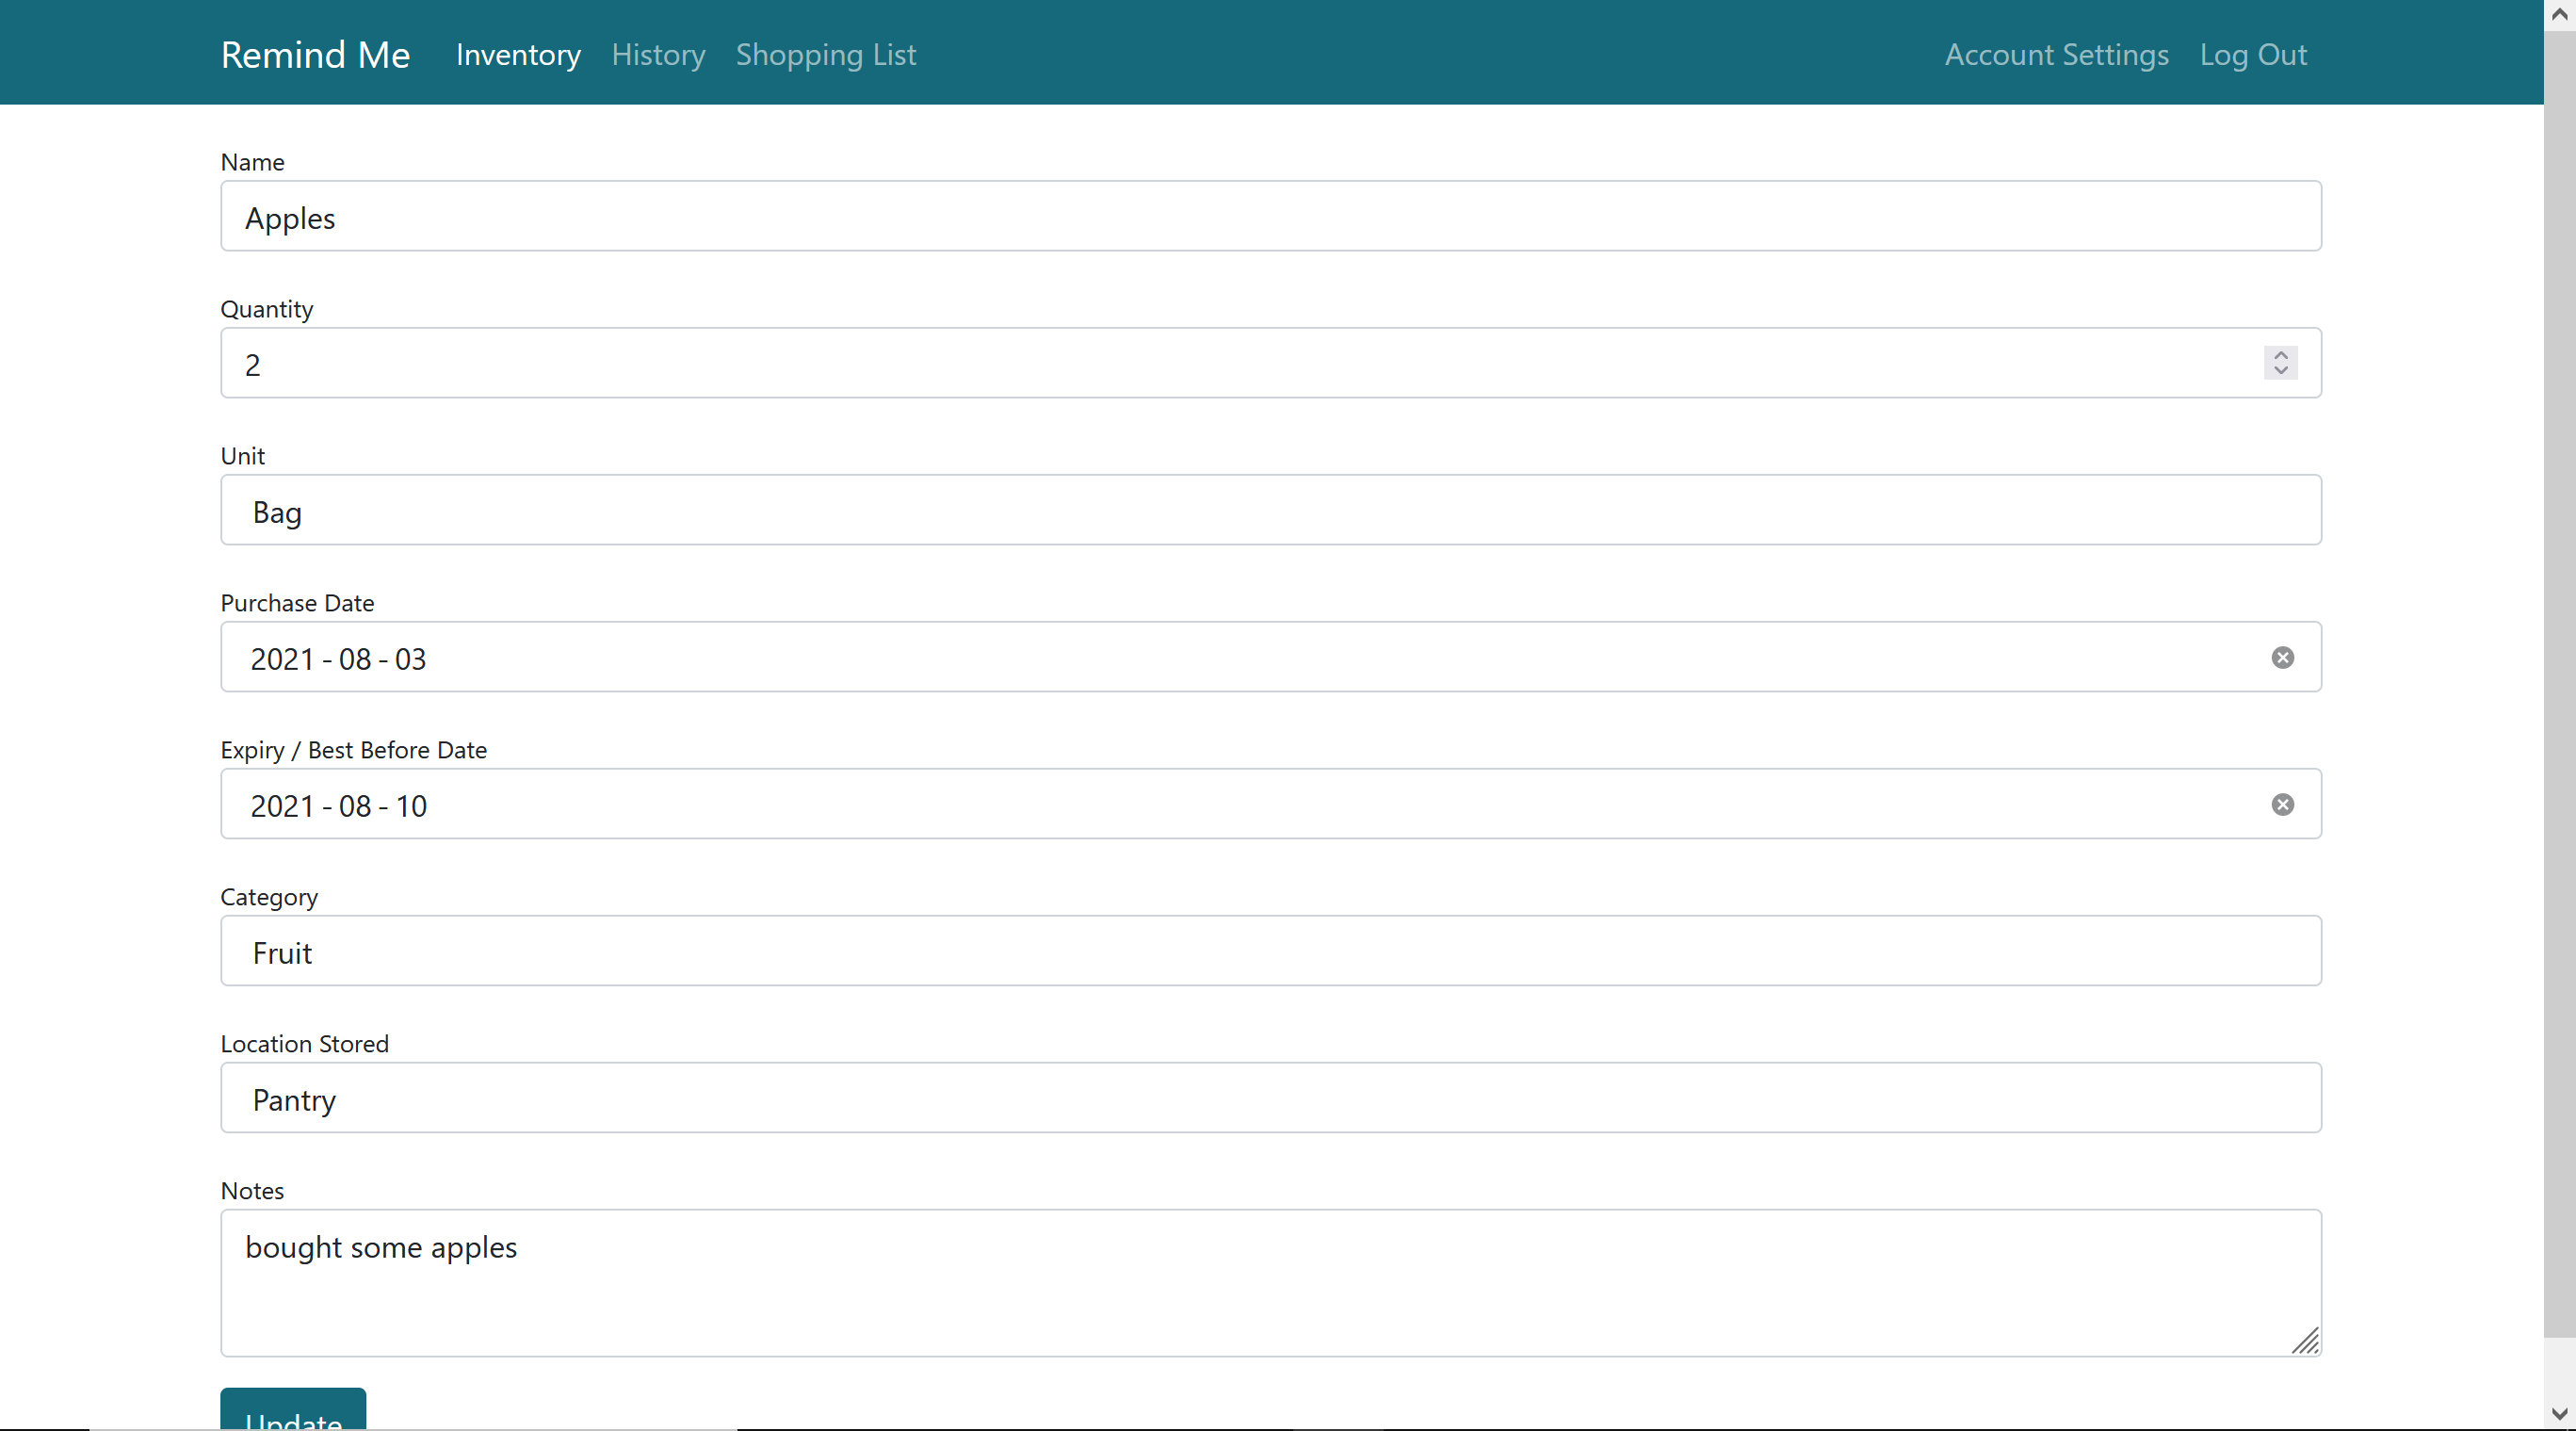 Remind Me Inventory History Shopping List Account Settings Log Out
Name
Apples
Quantity
2
Unit
Bag
Purchase Date
2021 - 08 - 03
Expiry / Best Before Date
2021 - 08 - 10
Category
Fruit
Location Stored
Pantry
Notes
bought some apples
Update